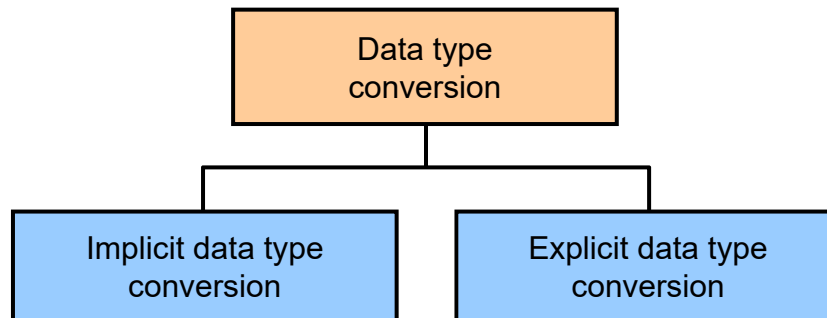 Data type
conversion
Implicit data type
conversion
Explicit data type
conversion